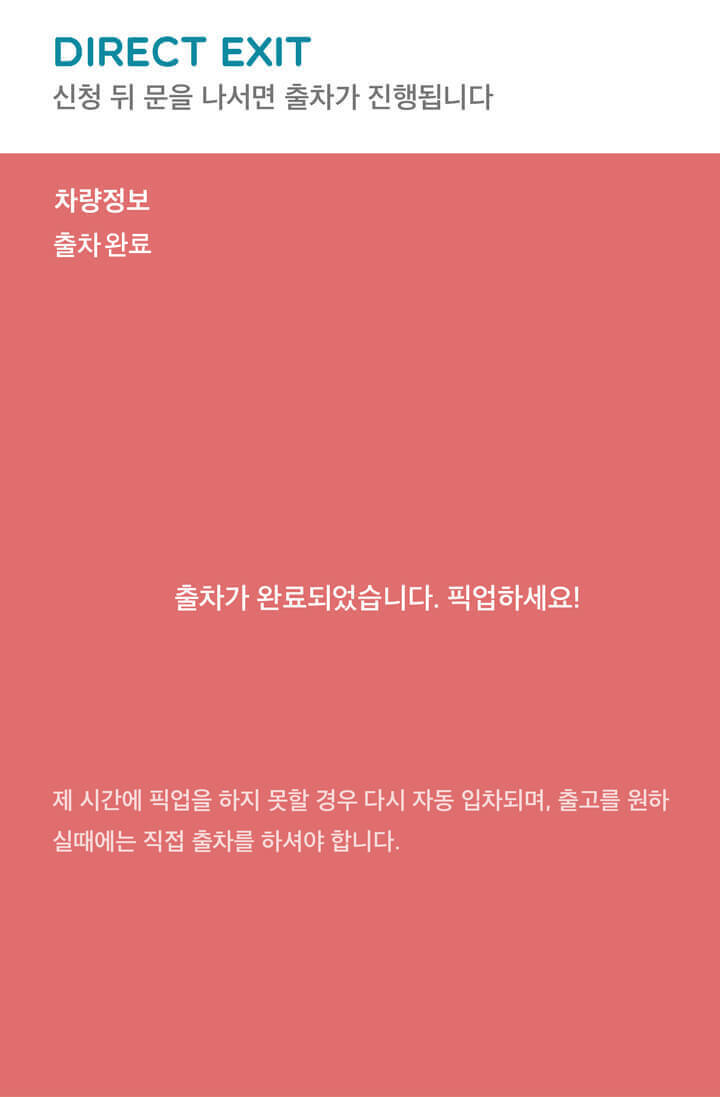 DIRECT EXIT
신청 뒤 문을 나서면 출차가 진행됩니다
차량정보
출차 완료
출차가 완료되었습니다. 픽업하세요!
제 시간에 픽업을 하지 못할 경우 다시 자동 입차되며, 출고를 원하
실때에는 직접 출차를 하셔야 합니다.